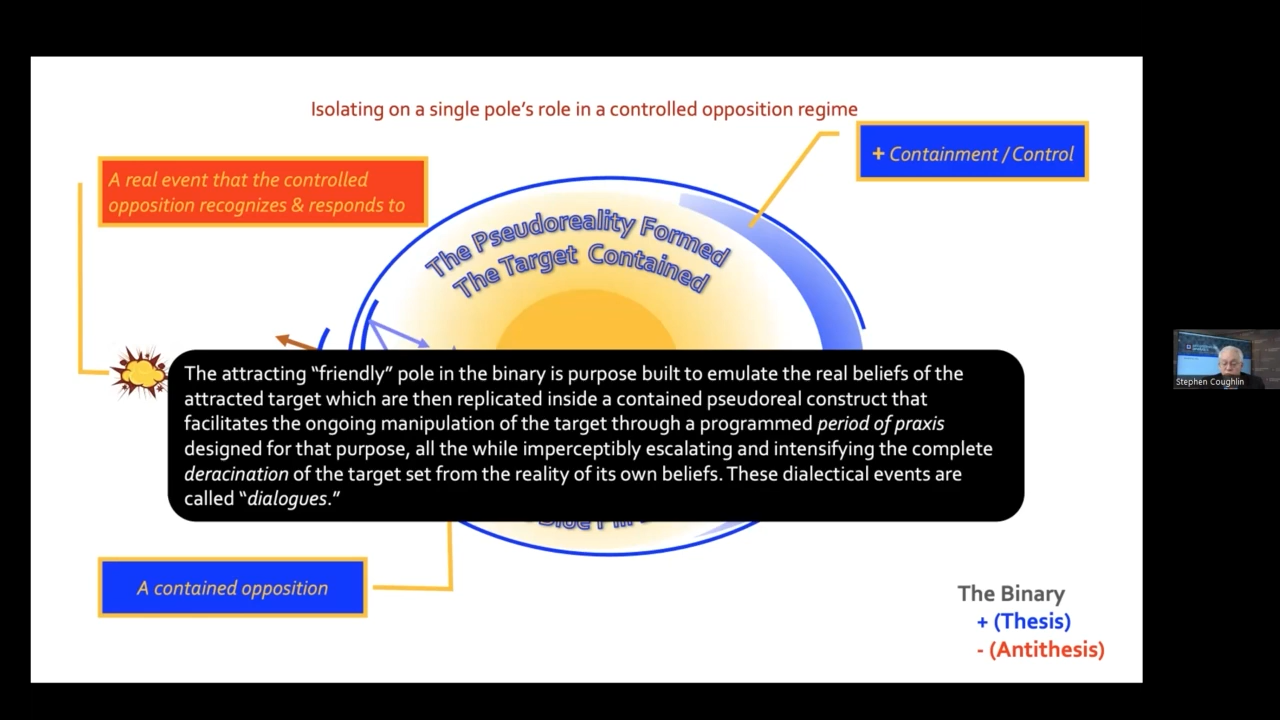 Isolating on a single pole's role in a controlled opposition regime
+ Containment / Control
A real event that the controlled
opposition recognizes & responds to
The Pseudoreality Formed
The Target Contained
The attracting “friendly” pole in the binary is purpose built to emulate the real beliefs of the
attracted target which are then replicated inside a contained pseudoreal construct that
facilitates the ongoing manipulation of the target through a programmed period of praxis
designed for that purpose, all the while imperceptibly escalating and intensifying the complete
deracination of the target set from the reality of its own beliefs. These dialectical events are
called “dialogues.”
A contained opposition
The Binary
+ (Thesis)
- (Antithesis)
Stephen Coughlin